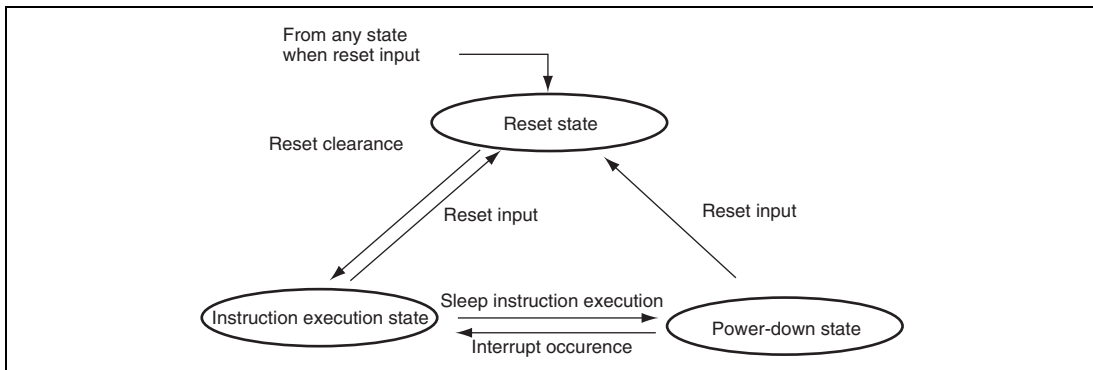 From any state
when reset input
Reset state
Reset clearance
Reset input
Reset input
Instruction execution state
Sleep instruction execution
Interrupt occurence
Power-down state